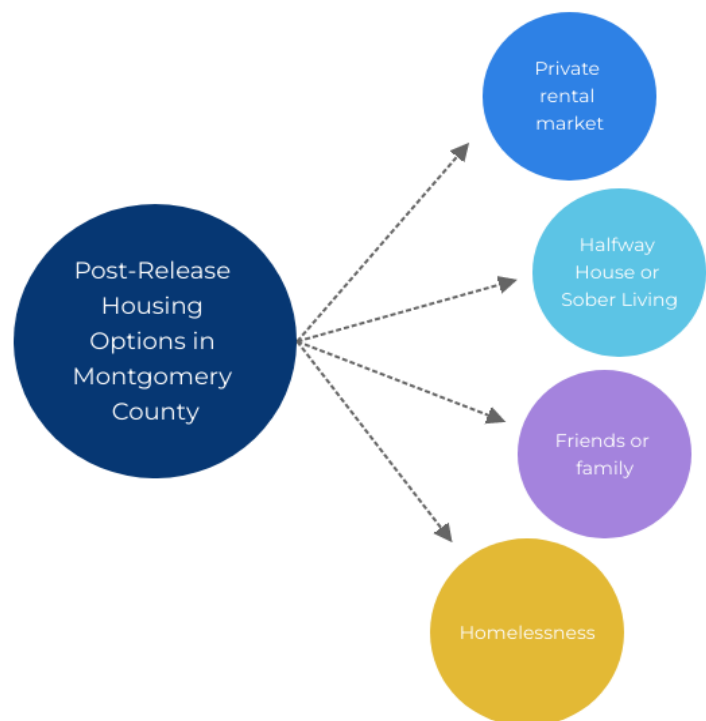 Post-Release
Housing
Options in
Montgomery
County
Private
rental
market
Halfway
House or
Sober Living
Friends or
family
Homelessness